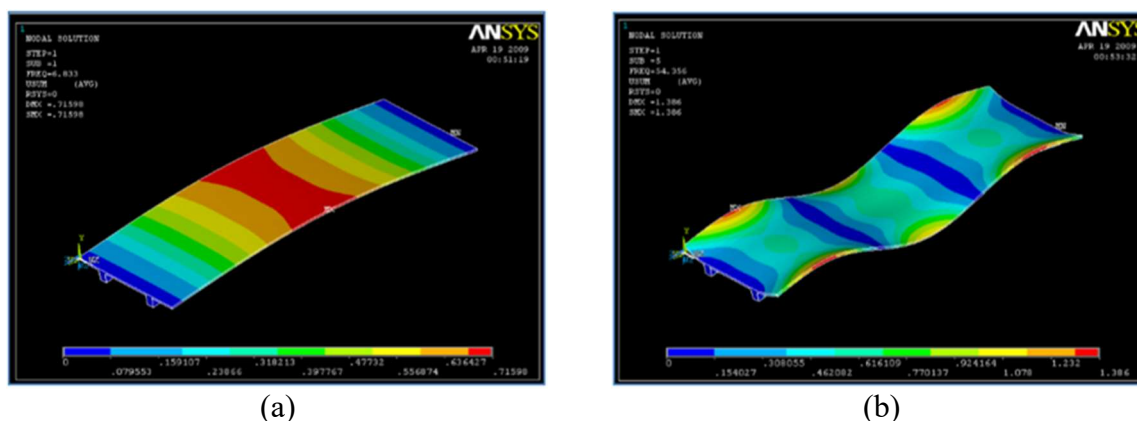 1
NODAL SOLUTION
STEP=1
SUB =1
FREQ=6.833
USUM (AVG)
RSYS=0
DMX =.71598
SMX =.71598
ANSYS
APR 19 2009
00:51:19
MX
Y
0 .159107 .318213 .47732 .636427
.079553 .23866 .397767 .556874 .71598
(a)
1
NODAL SOLUTION
STEP=1
SUB =5
FREQ=54.356
USUM (AVG)
RSYS=0
DMX =1.386
SMX =1.386
ANSYS
APR 19 2009
00:53:32
Y
0 .308055 .616109 .924164 1.232
.154027 .462082 .770137 1.078 1.386
(b)